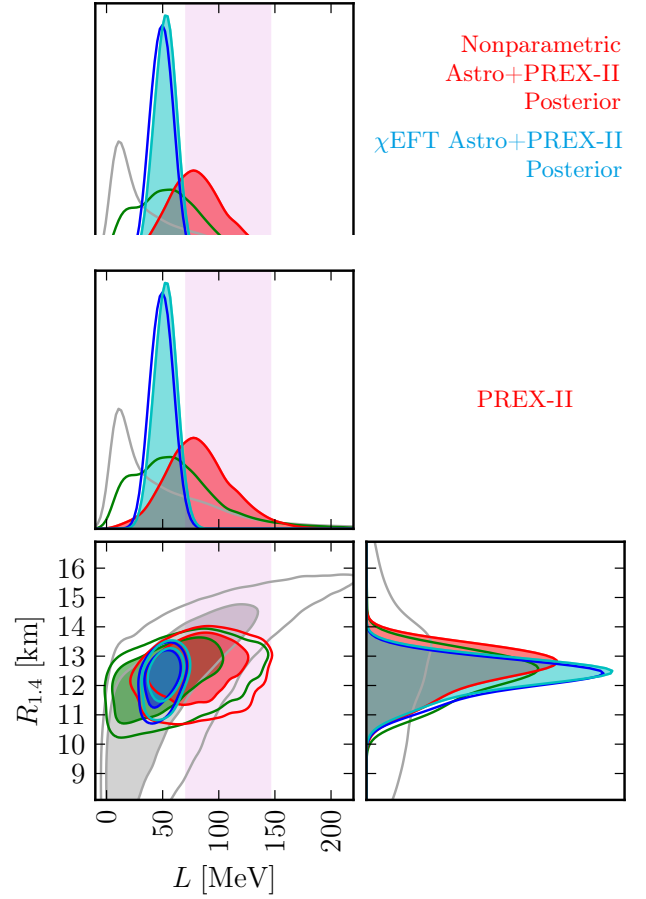 Nonparametric
Astro+PREX-II
Posterior
χEFT Astro+PREX-II
Posterior
PREX-II
16
15
14
13
12
11
10
9
R1.4 [km]
0
50
100
150
200
L [MeV]